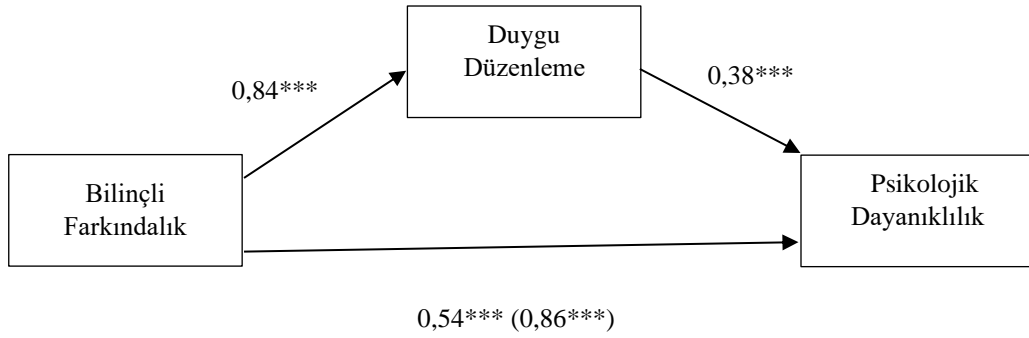 Duygu
Düzenleme
0,84***
0,38***
Bilinçli
Farkındalık
Psikolojik
Dayanıklılık
0,54*** (0,86***)